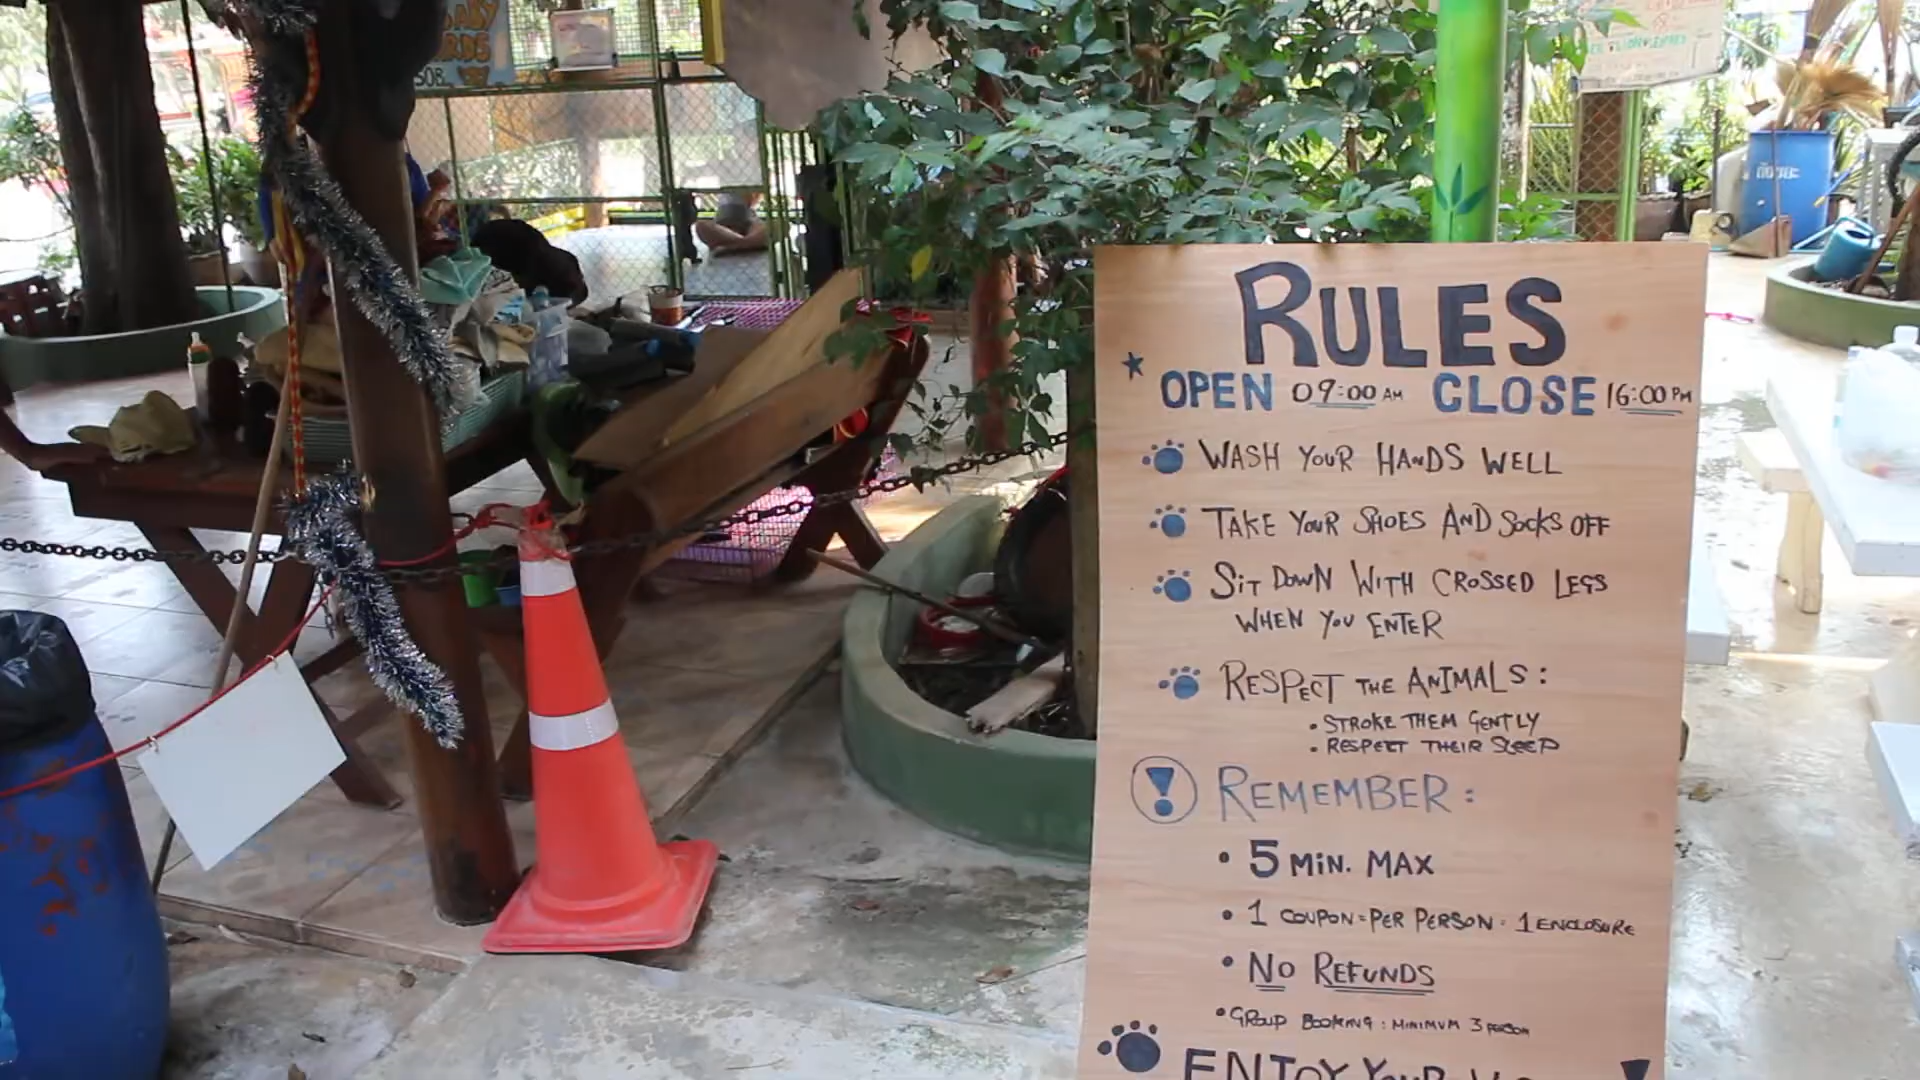 RULES
OPEN 09:00 AM CLOSE 16:00 PM
WASH YOUR HANDS WELL
TAKE YOUR SHOES AND SOCKS OFF
SIT DOWN WITH CROSSED LEGS
WHEN YOU ENTER
RESPECT THE ANIMALS:
• STROKE THEM GENTLY
• RESPECT THEIR SLEEP
! REMEMBER:
• 5 MIN. MAX
• 1 COUPON = PER PERSON = 1 ENCLOSURE
• NO REFUNDS
• GROUP BOOKING: MINIMUM 3 PERSON
ENJOY YOUR